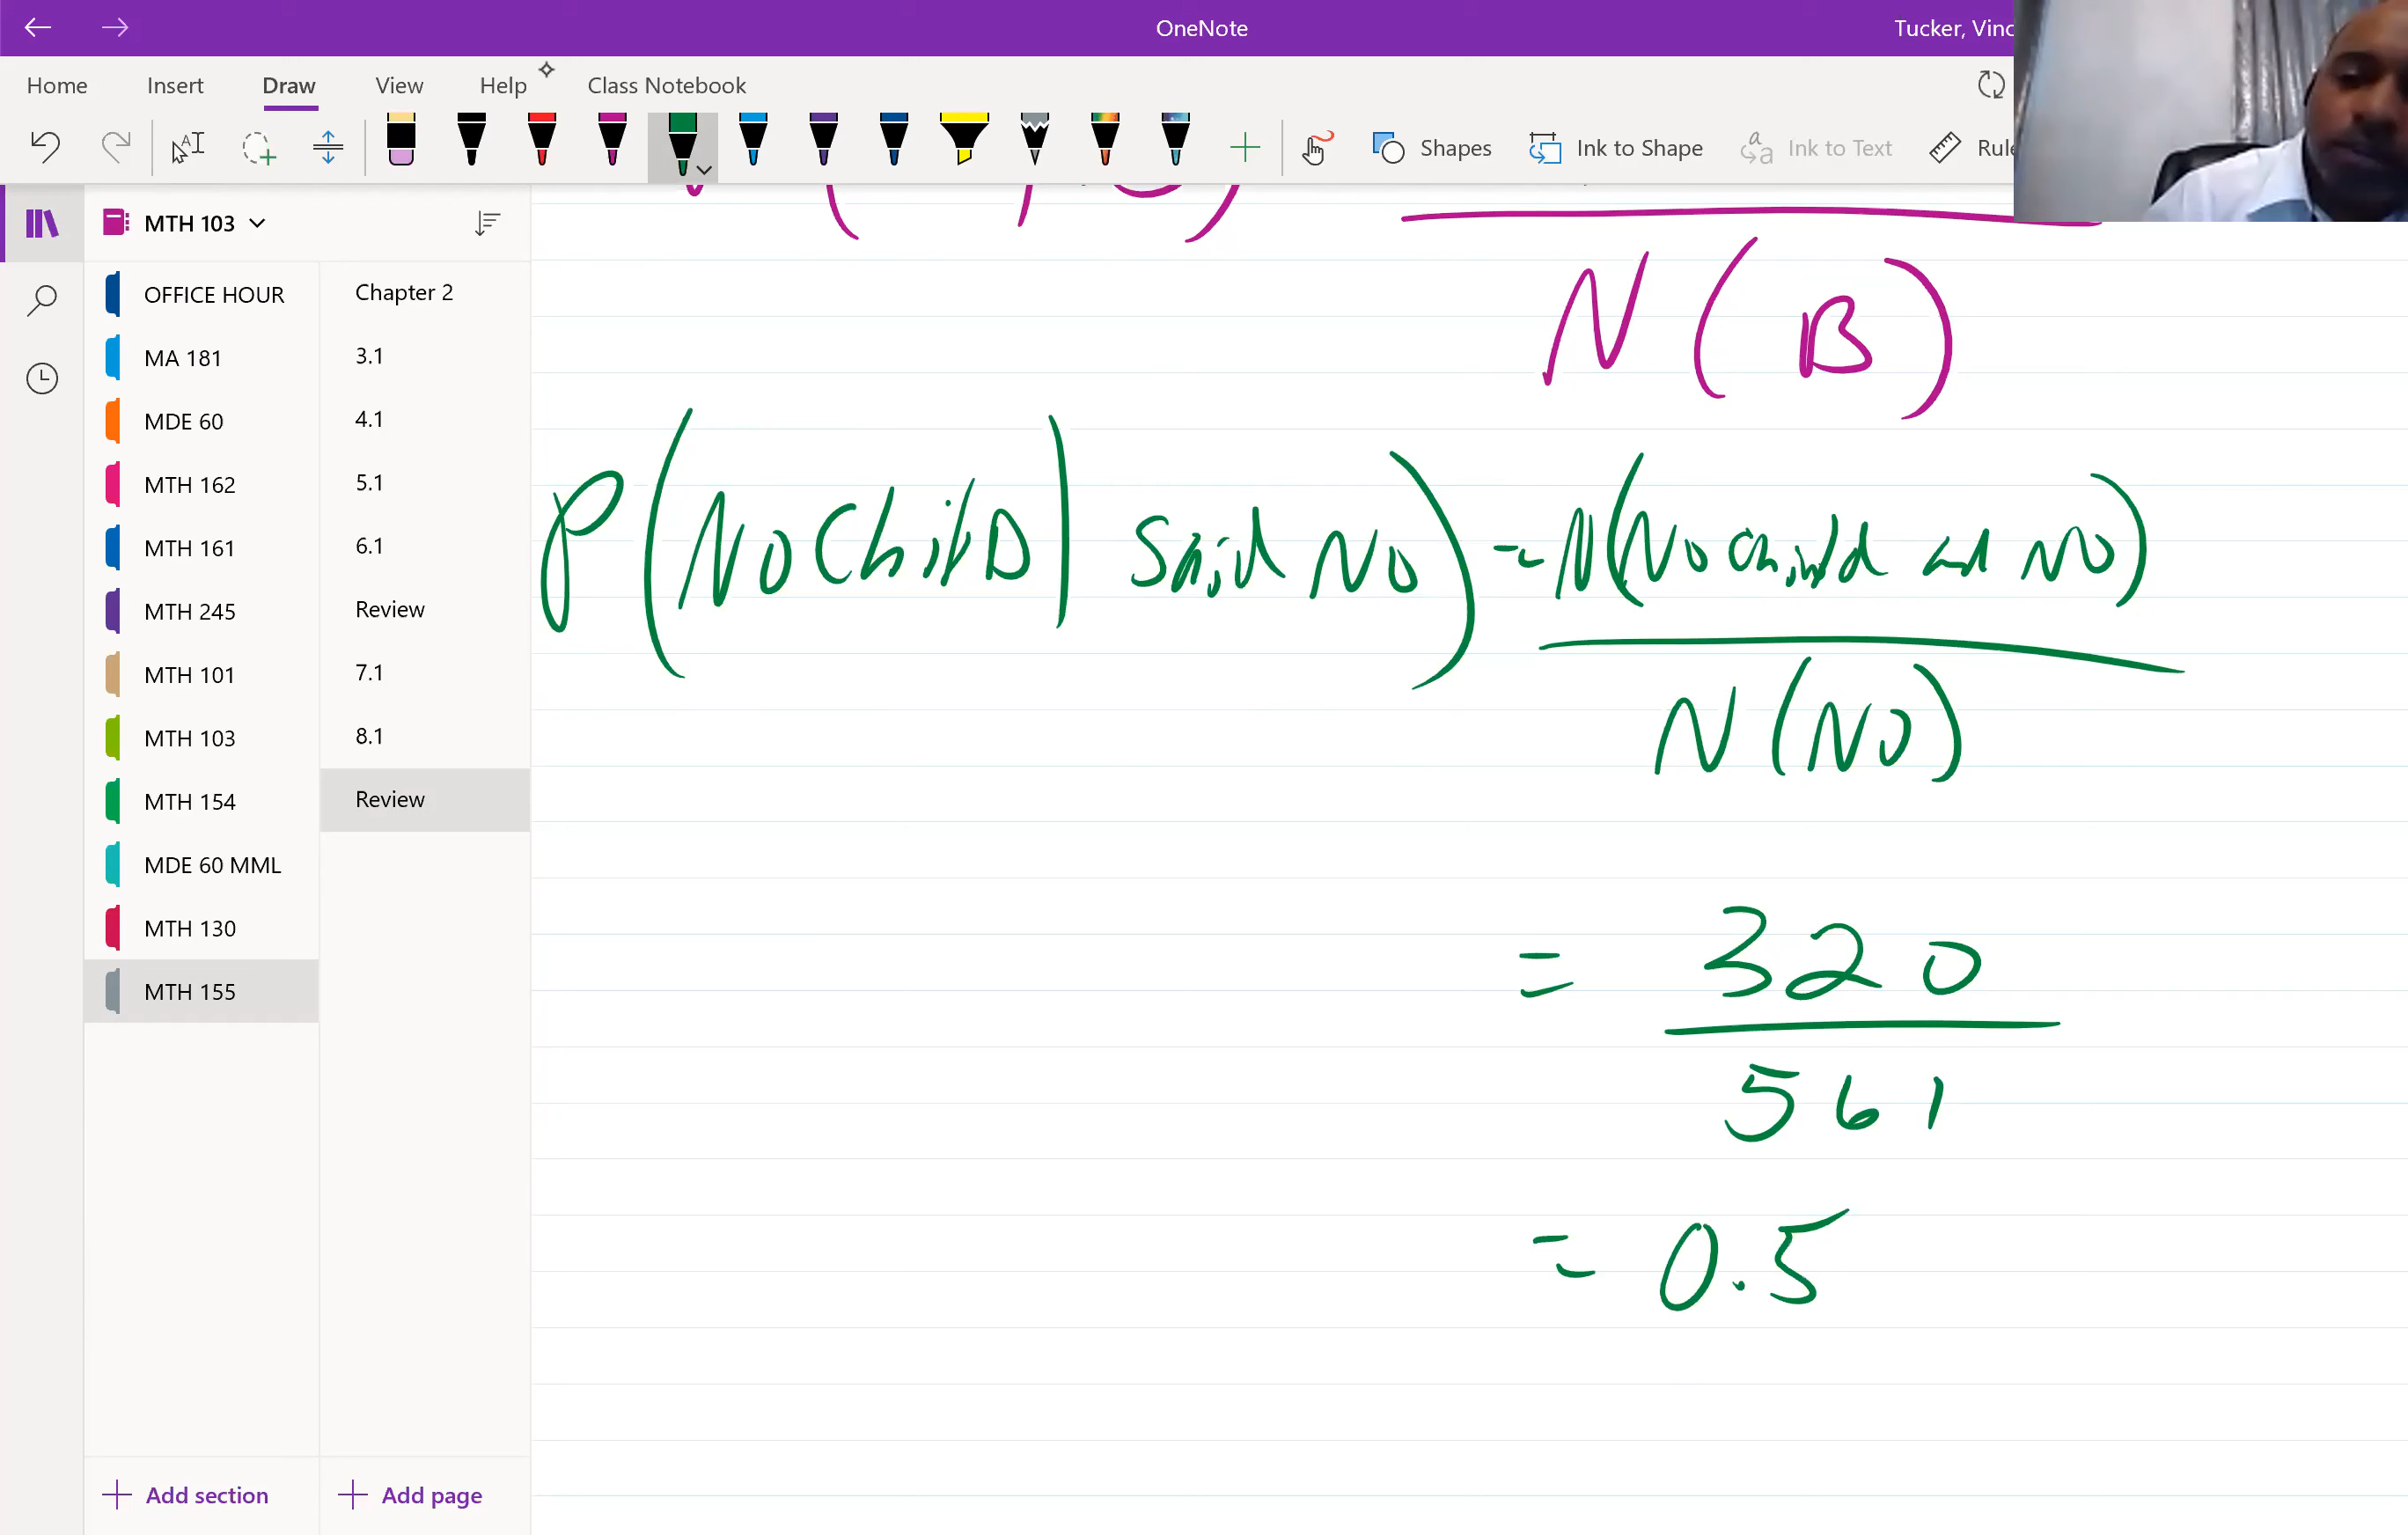 OneNote
Tucker, Vinc
Home Insert Draw View Help Class Notebook
Shapes Ink to Shape Ink to Text Rule
MTH 103
OFFICE HOUR
MA 181
MDE 60
MTH 162
MTH 161
MTH 245
MTH 101
MTH 103
MTH 154
MDE 60 MML
MTH 130
MTH 155
Add section
Chapter 2
3.1
4.1
5.1
6.1
Review
7.1
8.1
Review
Add page
N(B)
P(No Child | Said No) = N(No Child and No)
N(No)
= 320
561
= 0.5